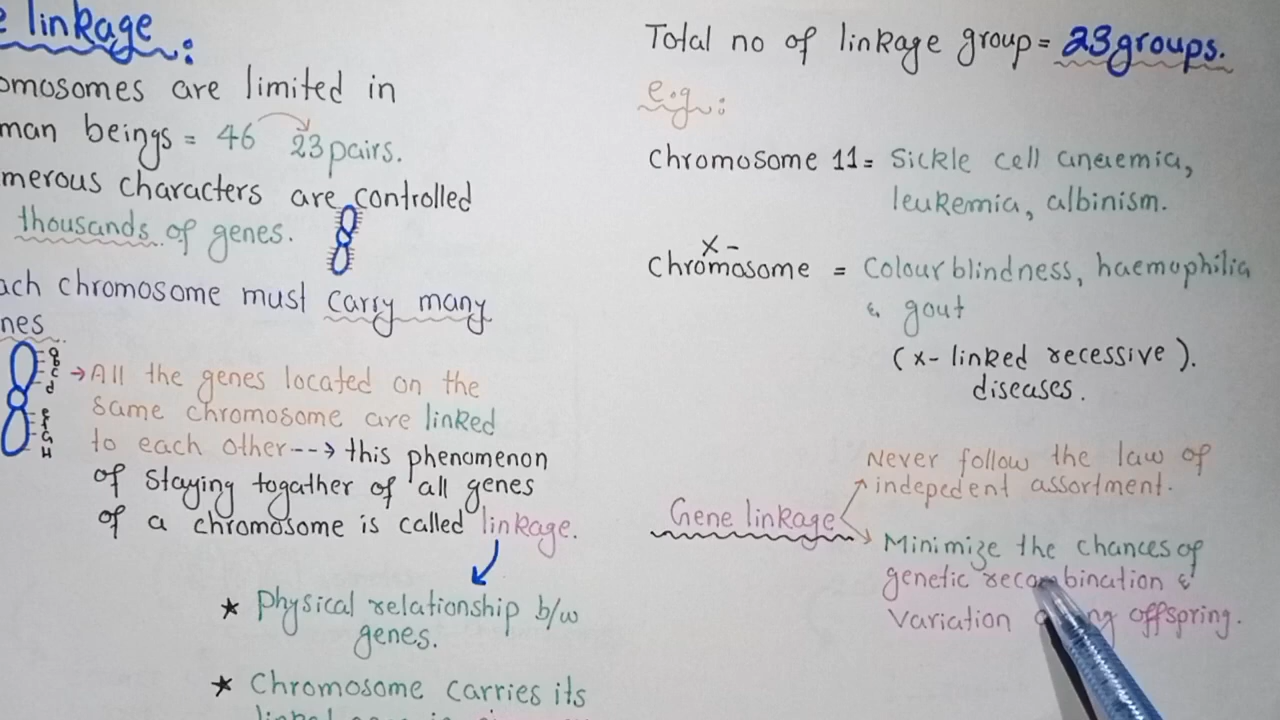 e linkage:
omosomes are limited in
man beings = 46 23 pairs.
merous characters are controlled
thousands of genes.
ach chromosome must carry many
nes
→ All the genes located on the
same chromosome are linked
to each other---→ this phenomenon
of staying togather of all genes
of a chromosome is called linkage.
★ Physical relationship b/w
genes.
★ Chromosome carries its
Total no of linkage group = 23 groups.
e.g:
Chromosome 11 = Sickle cell anaemia,
leukemia, albinism.
X-
Chromosome = Colour blindness, haemophilia
& gout
(x-linked recessive).
diseases.
Never follow the law of
indepedent assortment.
Gene linkage
Minimize the chances of
genetic recombination &
variation among offspring.